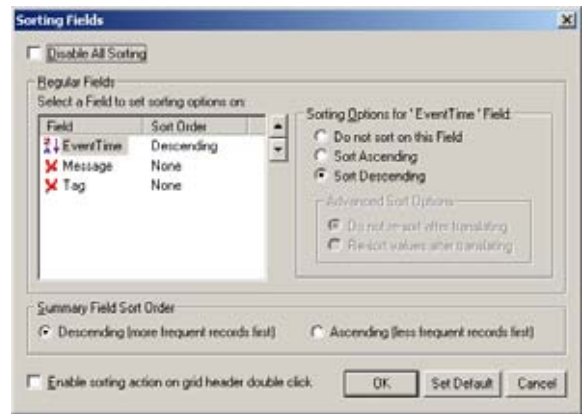 Sorting Fields
Disable All Sorting
Regular Fields
Select a Field to set sorting options on:
Field Sort Order
EventTime Descending
Message None
Tag None
Sorting Options for 'EventTime' Field
Do not sort on this Field
Sort Ascending
Sort Descending
Advanced Sort Options
Do not re-sort after translating
Re-sort values after translating
Summary Field Sort Order
Descending (more frequent records first)
Ascending (less frequent records first)
Enable sorting action on grid header double click
OK
Set Default
Cancel